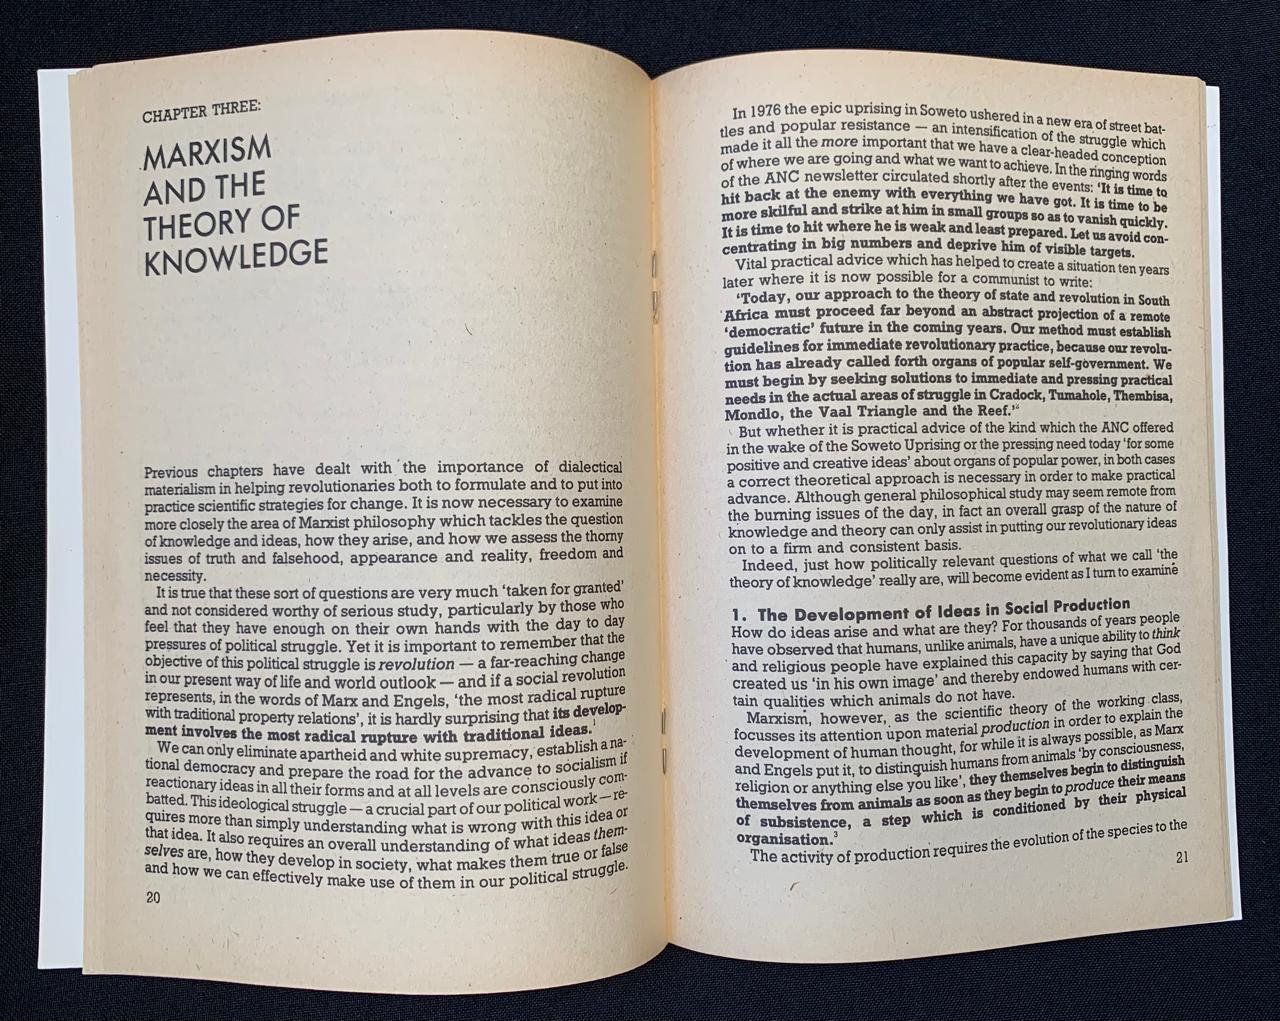 CHAPTER THREE:
MARXISM
AND THE
THEORY OF
KNOWLEDGE
Previous chapters have dealt with the importance of dialectical
materialism in helping revolutionaries both to formulate and to put into
practice scientific strategies for change. It is now necessary to examine
more closely the area of Marxist philosophy which tackles the question
of knowledge and ideas, how they arise, and how we assess the thorny
issues of truth and falsehood, appearance and reality, freedom and
necessity.
It is true that these sort of questions are very much ‘taken for granted’
and not considered worthy of serious study, particularly by those who
feel that they have enough on their own hands with the day to day
pressures of political struggle. Yet it is important to remember that the
objective of this political struggle is revolution — a far-reaching change
in our present way of life and world outlook — and if a social revolution
represents, in the words of Marx and Engels, ‘the most radical rupture
with traditional property relations’, it is hardly surprising that its develop-
ment involves the most radical rupture with traditional ideas.¹
We can only eliminate apartheid and white supremacy, establish a na-
tional democracy and prepare the road for the advance to socialism if
reactionary ideas in all their forms and at all levels are consciously com-
batted. This ideological struggle — a crucial part of our political work — re-
quires more than simply understanding what is wrong with this idea or
that idea. It also requires an overall understanding of what ideas them-
selves are, how they develop in society, what makes them true or false
and how we can effectively make use of them in our political struggle.
20
In 1976 the epic uprising in Soweto ushered in a new era of street bat-
tles and popular resistance — an intensification of the struggle which
made it all the more important that we have a clear-headed conception
of where we are going and what we want to achieve. In the ringing words
of the ANC newsletter circulated shortly after the events: ‘It is time to
hit back at the enemy with everything we have got. It is time to be
more skilful and strike at him in small groups so as to vanish quickly.
It is time to hit where he is weak and least prepared. Let us avoid con-
centrating in big numbers and deprive him of visible targets.
Vital practical advice which has helped to create a situation ten years
later where it is now possible for a communist to write:
‘Today, our approach to the theory of state and revolution in South
Africa must proceed far beyond an abstract projection of a remote
‘democratic’ future in the coming years. Our method must establish
guidelines for immediate revolutionary practice, because our revolu-
tion has already called forth organs of popular self-government. We
must begin by seeking solutions to immediate and pressing practical
needs in the actual areas of struggle in Cradock, Tumahole, Thembisa,
Mondlo, the Vaal Triangle and the Reef.’²
But whether it is practical advice of the kind which the ANC offered
in the wake of the Soweto Uprising or the pressing need today ‘for some
positive and creative ideas’ about organs of popular power, in both cases
a correct theoretical approach is necessary in order to make practical
advance. Although general philosophical study may seem remote from
the burning issues of the day, in fact an overall grasp of the nature of
knowledge and theory can only assist in putting our revolutionary ideas
on to a firm and consistent basis.
Indeed, just how politically relevant questions of what we call ‘the
theory of knowledge’ really are, will become evident as I turn to examine
1. The Development of Ideas in Social Production
How do ideas arise and what are they? For thousands of years people
have observed that humans, unlike animals, have a unique ability to think
and religious people have explained this capacity by saying that God
created us ‘in his own image’ and thereby endowed humans with cer-
tain qualities which animals do not have.
Marxism, however, as the scientific theory of the working class,
focusses its attention upon material production in order to explain the
development of human thought, for while it is always possible, as Marx
and Engels put it, to distinguish humans from animals ‘by consciousness,
religion or anything else you like’, they themselves begin to distinguish
themselves from animals as soon as they begin to produce their means
of subsistence, a step which is conditioned by their physical
organisation.³
The activity of production requires the evolution of the species to the
21